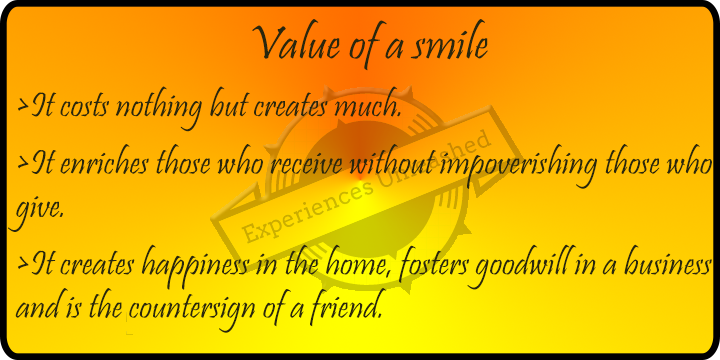 Value of a smile
>It costs nothing but creates much.
>It enriches those who receive without impoverishing those who
give.
>It creates happiness in the home, fosters goodwill in a business
and is the countersign of a friend.
Experiences Unleashed